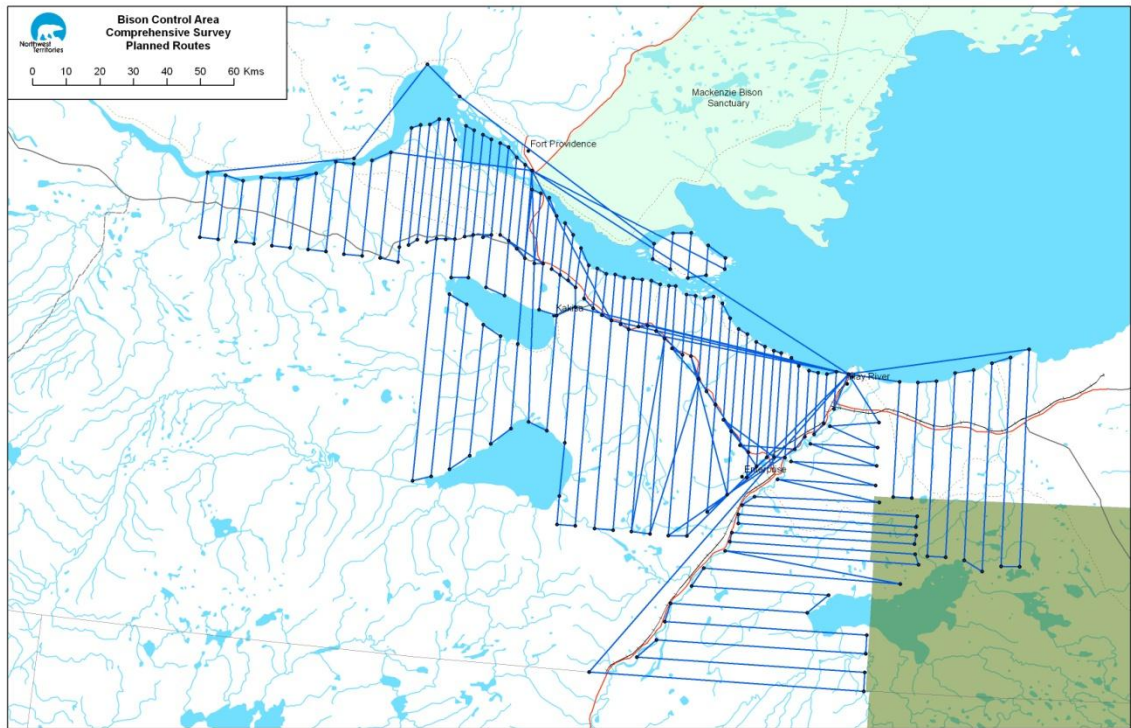 Bison Control Area
Comprehensive Survey
Planned Routes
Northwest
Territories
0 10 20 30 40 50 60 Kms
Mackenzie Bison
Sanctuary
Fort Providence
Kakisa
Hay River
Enterprise